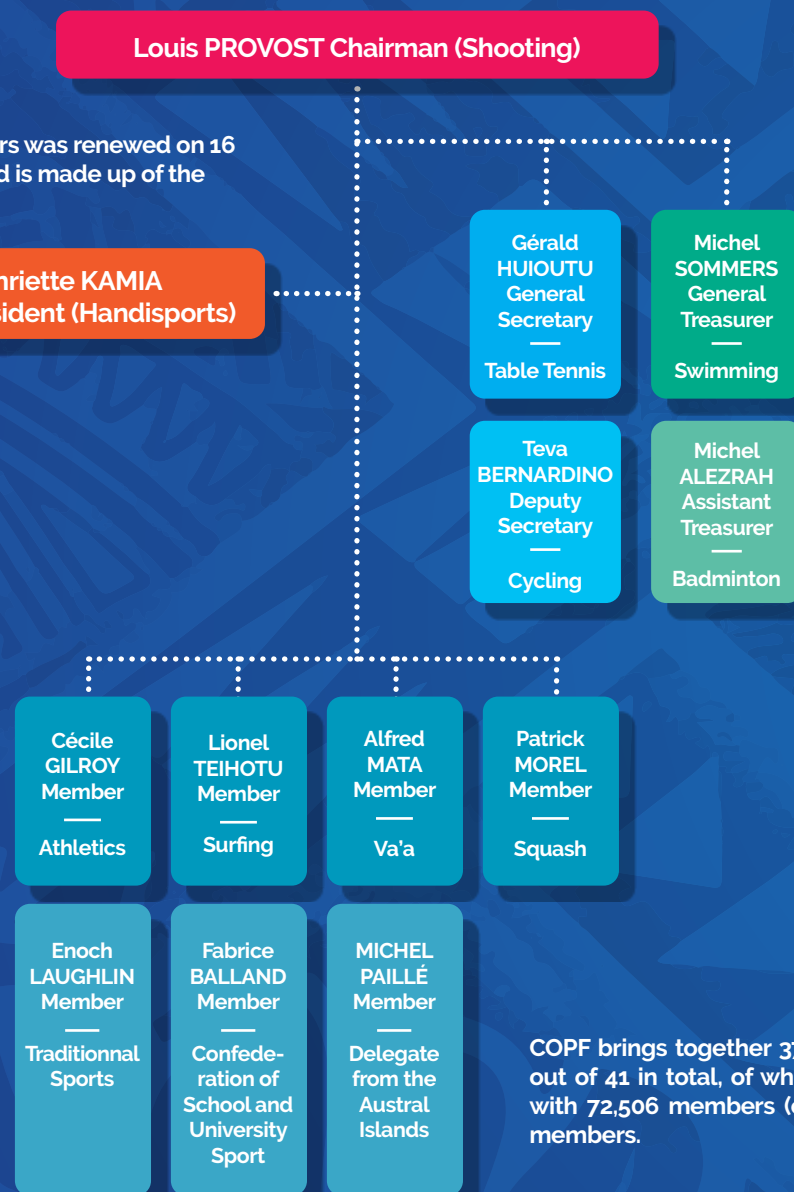 Louis PROVOST Chairman (Shooting)
was renewed on 16
is made up of the
KAMIA
(Handisports)
Gérald
HUIOUTU
General
Secretary
Table Tennis
Michel
SOMMERS
General
Treasurer
Swimming
Teva
BERNARDINO
Deputy
Secretary
Cycling
Michel
ALEZRAH
Assistant
Treasurer
Badminton
Cécile
GILROY
Member
Athletics
Lionel
TEIHOTU
Member
Surfing
Alfred
MATA
Member
Va'a
Patrick
MOREL
Member
Squash
Enoch
LAUGHLIN
Member
Traditionnal
Sports
Fabrice
BALLAND
Member
Confede-
ration of
School and
University
Sport
MICHEL
PAILLÉ
Member
Delegate
from the
Austral
Islands
COPF brings together 37
out of 41 in total, of
with 72,506 members
members.